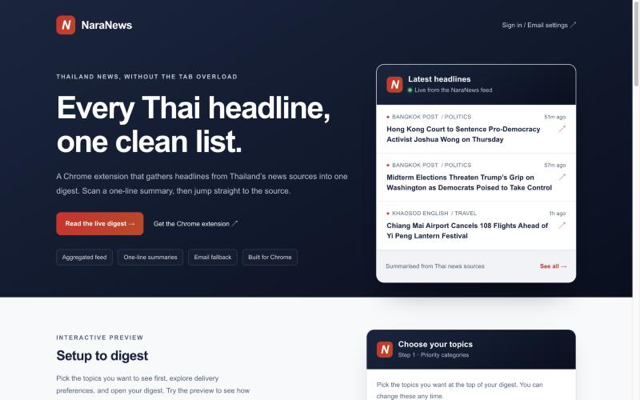 N NaraNews
Sign in / Email settings ↗
THAILAND NEWS, WITHOUT THE TAB OVERLOAD
Every Thai headline,
one clean list.
A Chrome extension that gathers headlines from Thailand's news sources into one
digest. Scan a one-line summary, then jump straight to the source.
Read the live digest →
Get the Chrome extension ↗
Aggregated feed
One-line summaries
Email fallback
Built for Chrome
N Latest headlines
Live from the NaraNews feed
BANGKOK POST / POLITICS
51m ago
Hong Kong Court to Sentence Pro-Democracy
Activist Joshua Wong on Thursday
BANGKOK POST / POLITICS
57m ago
Midterm Elections Threaten Trump's Grip on
Washington as Democrats Poised to Take Control
KHAOSOD ENGLISH / TRAVEL
1h ago
Chiang Mai Airport Cancels 108 Flights Ahead of
Yi Peng Lantern Festival
Summarised from Thai news sources
See all →
INTERACTIVE PREVIEW
Setup to digest
Pick the topics you want to see first, explore delivery
preferences, and open your digest. Try the preview to see how
N Choose your topics
Step 1 · Priority categories
Pick the topics you want at the top of your digest. You can
change these any time.